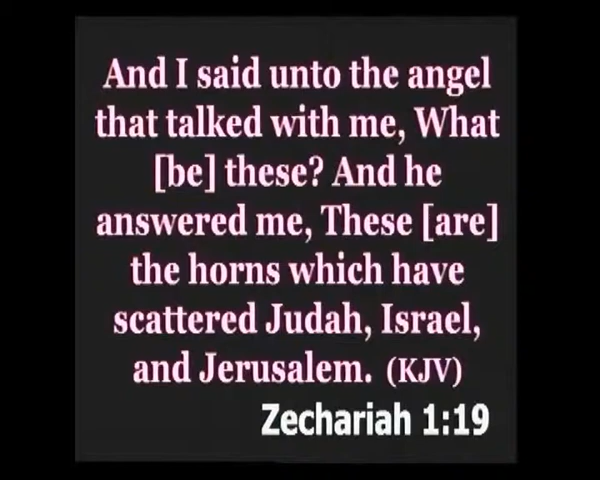 And I said unto the angel
that talked with me, What
[be] these? And he
answered me, These [are]
the horns which have
scattered Judah, Israel,
and Jerusalem. (KJV)
Zechariah 1:19